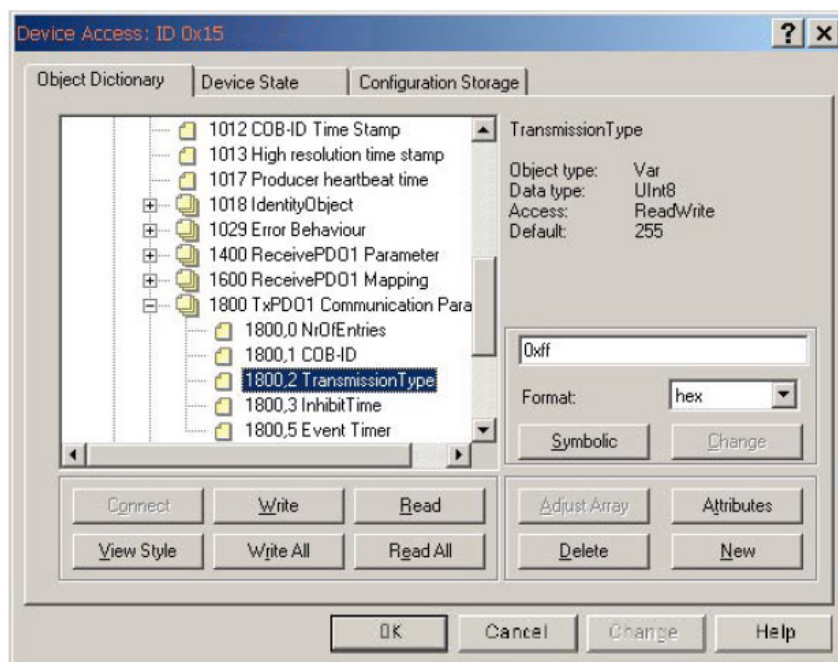 Device Access: ID 0x15
Object Dictionary
Device State
Configuration Storage
1012 COB-ID Time Stamp
1013 High resolution time stamp
1017 Producer heartbeat time
1018 IdentityObject
1029 Error Behaviour
1400 ReceivePDO1 Parameter
1600 ReceivePDO1 Mapping
1800 TxPDO1 Communication Para
1800,0 NrOfEntries
1800,1 COB-ID
1800,2 TransmissionType
1800,3 InhibitTime
1800,5 Event Timer
TransmissionType
Object type: Var
Data type: UInt8
Access: ReadWrite
Default: 255
0xff
Format: hex
Symbolic
Change
Connect
Write
Read
View Style
Write All
Read All
Adjust Array
Attributes
Delete
New
OK
Cancel
Change
Help